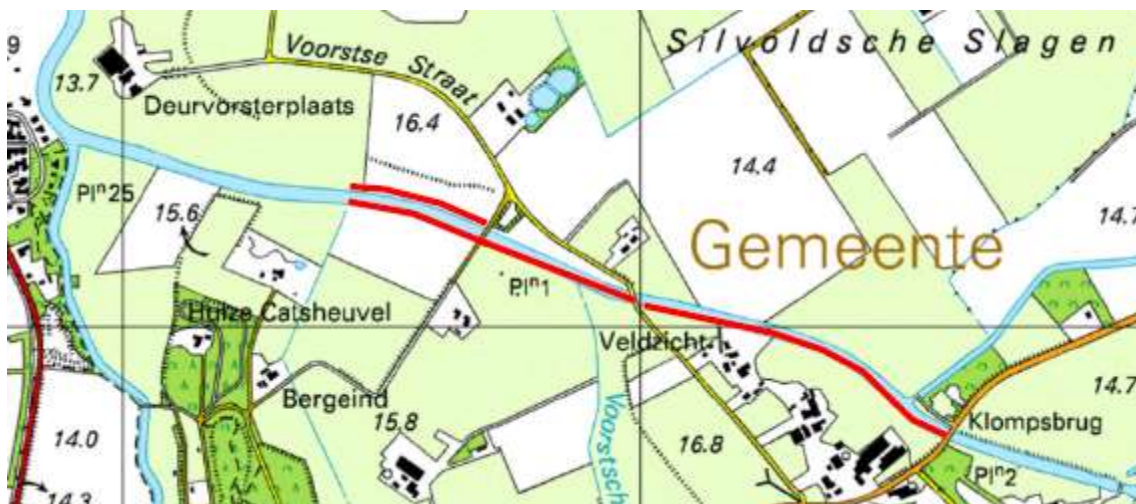 Voorstse Straat
Silvoldsche Slagen
9
13.7
Deurvorsterplaats
16.4
14.4
Plⁿ25
15.6
14.7
Gemeente
Plⁿ1
Huize Catsheuvel
Veldzicht
Bergeind
14.7
14.0
15.8
16.8
Klompsbrug
Voorstsch
Plⁿ2
14.3